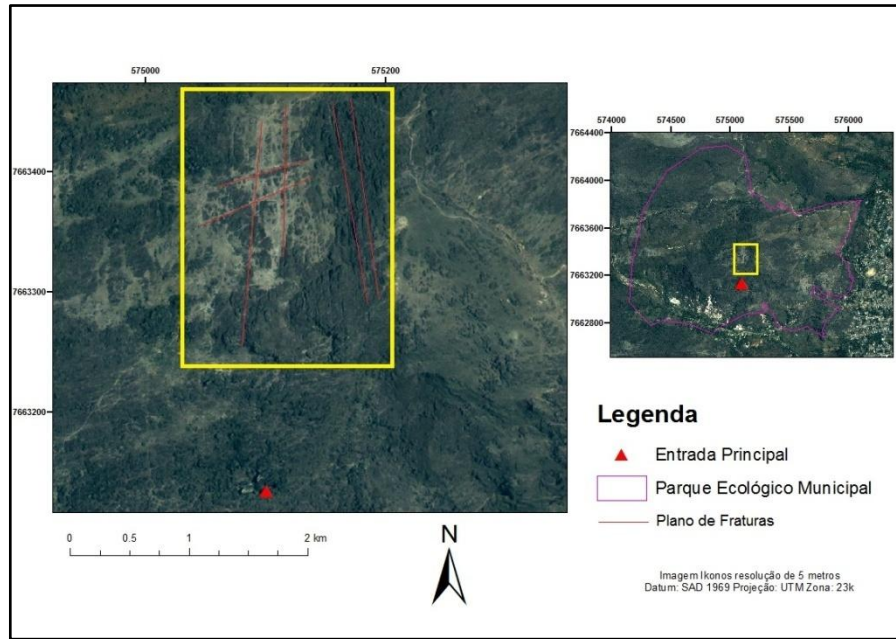 575000
575200
7663400
7663300
7663200
574000
574500
575000
575500
576000
7664400
7664000
7663600
7663200
7662800
Legenda
Entrada Principal
Parque Ecológico Municipal
Plano de Fraturas
0
0.5
1
2 km
N
Imagem Ikonos resolução de 5 metros
Datum: SAD 1969 Projeção: UTM Zona: 23k